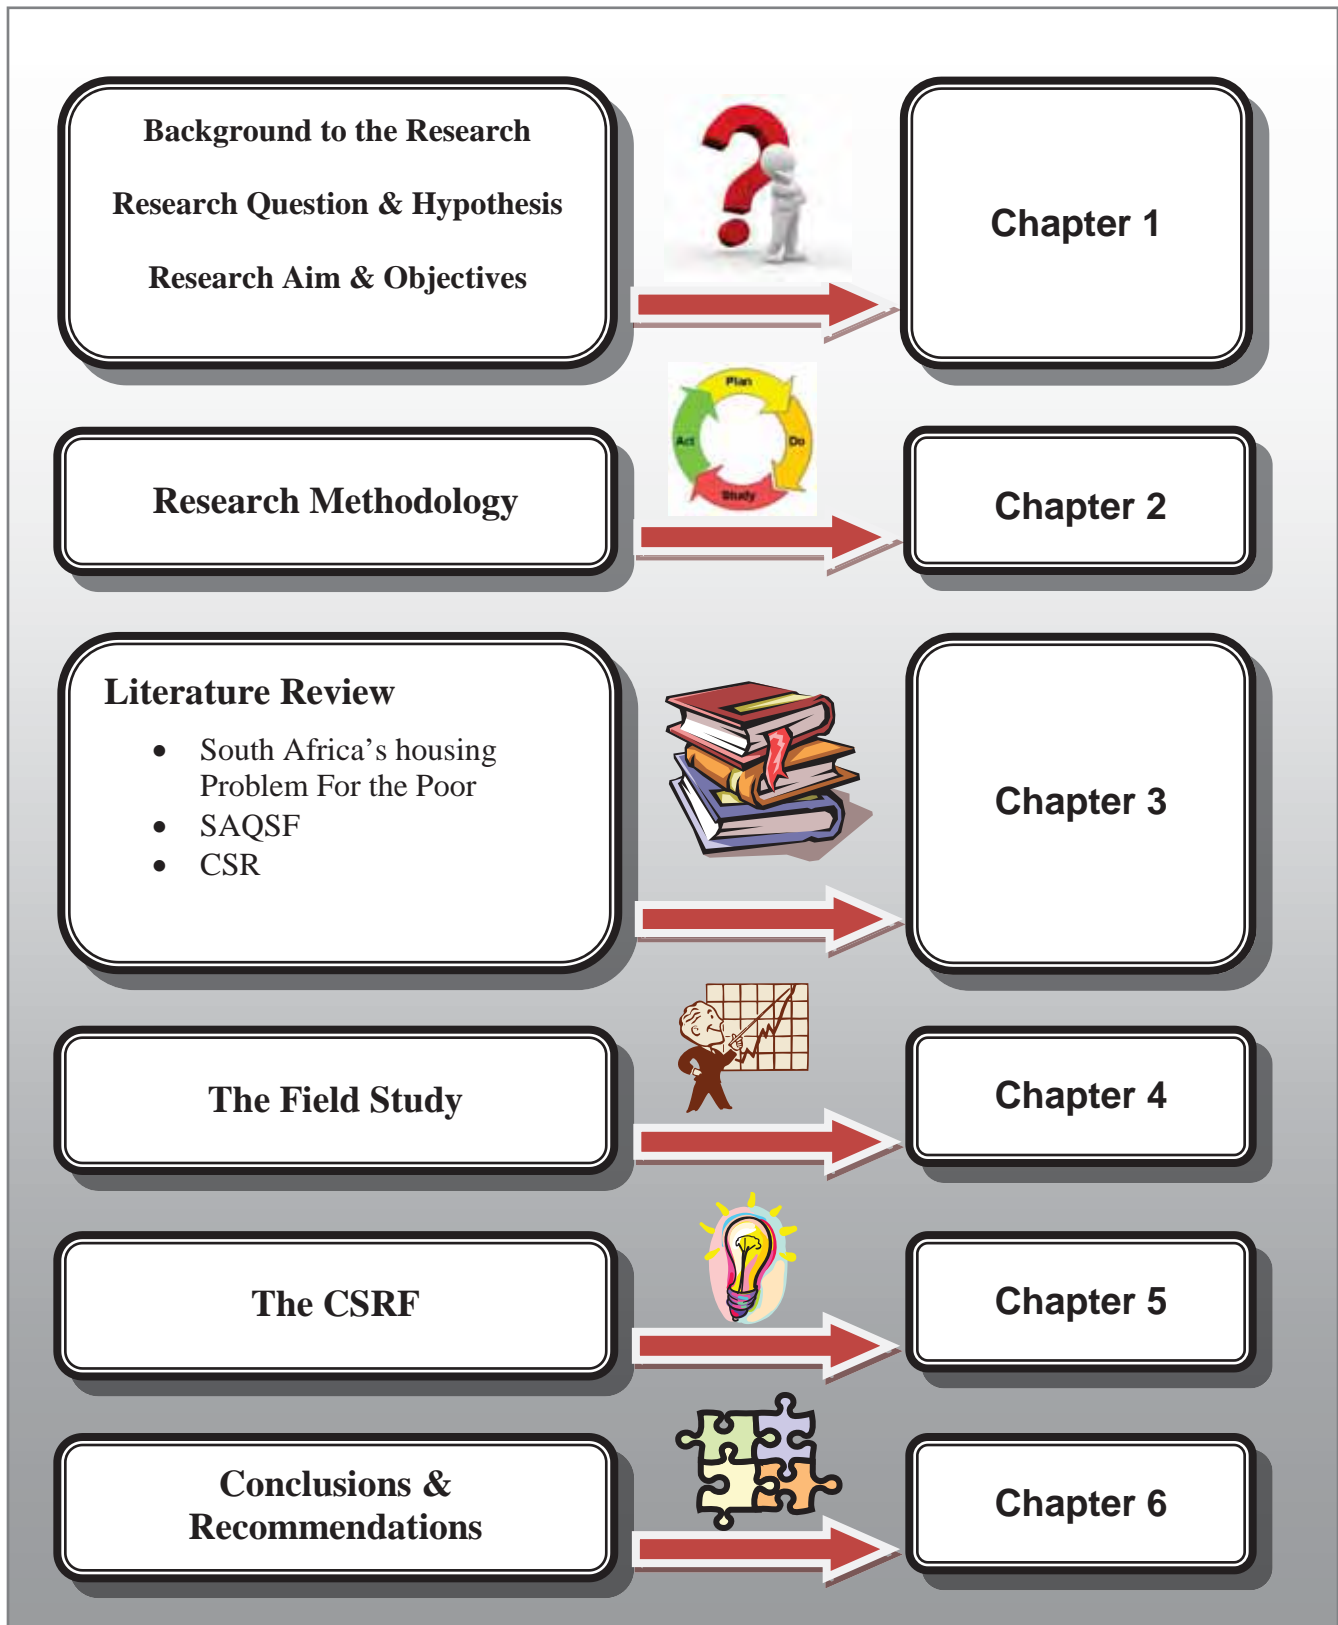 Background to the Research
Research Question & Hypothesis
Research Aim & Objectives
Chapter 1
Plan
Do
Study
Act
Research Methodology
Chapter 2
Literature Review
• South Africa’s housing
Problem For the Poor
• SAQSF
• CSR
Chapter 3
The Field Study
Chapter 4
The CSRF
Chapter 5
Conclusions &
Recommendations
Chapter 6